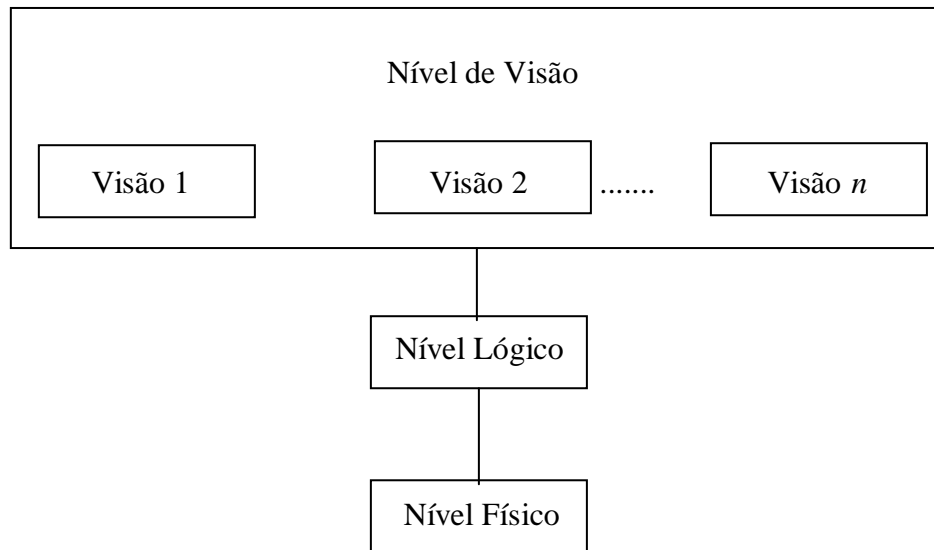 Nível de Visão
Visão 1 Visão 2 ....... Visão n
Nível Lógico
Nível Físico